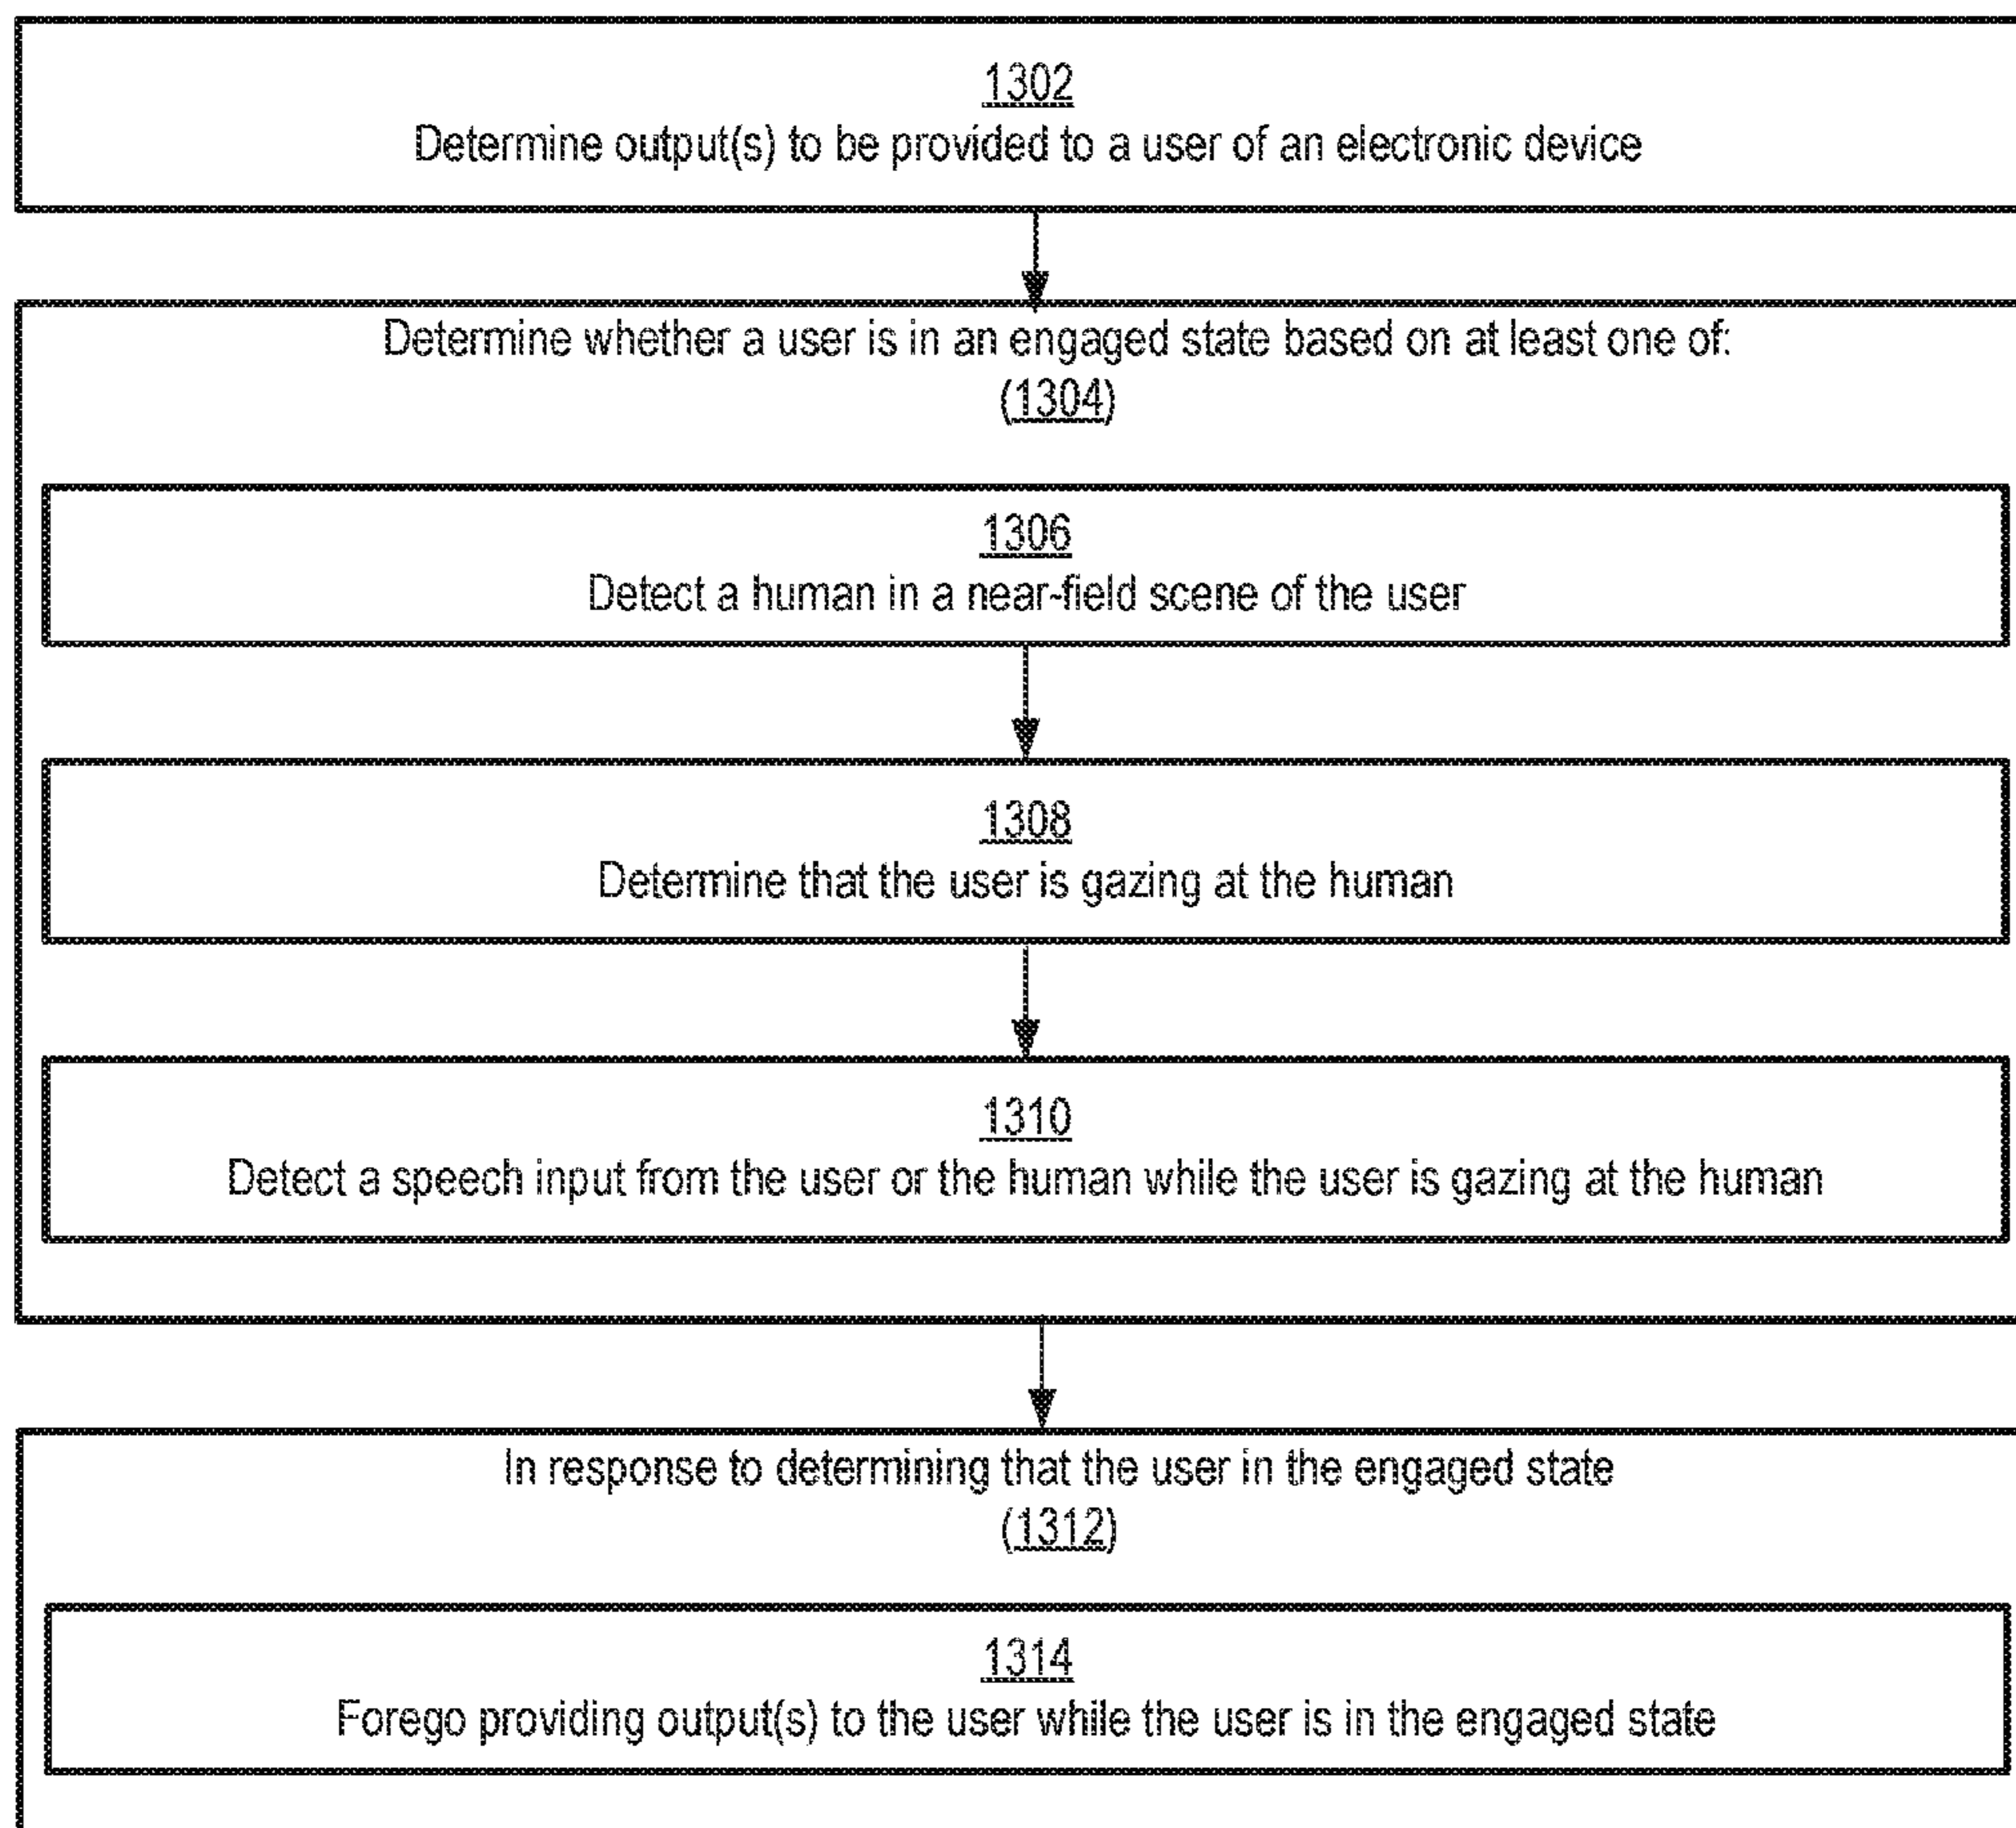 1302
Determine output(s) to be provided to a user of an electronic device
Determine whether a user is in an engaged state based on at least one of:
(1304)
1306
Detect a human in a near-field scene of the user
1308
Determine that the user is gazing at the human
1310
Detect a speech input from the user or the human while the user is gazing at the human
In response to determining that the user in the engaged state
(1312)
1314
Forego providing output(s) to the user while the user is in the engaged state